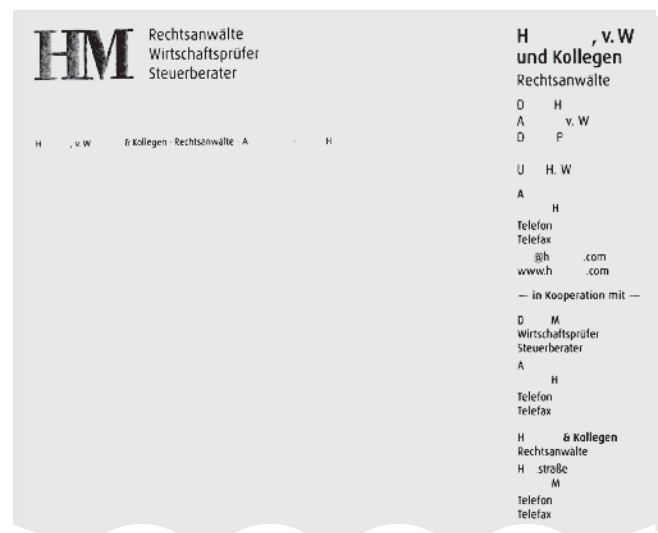 HM
Rechtsanwälte
Wirtschaftsprüfer
Steuerberater
H , v. W & Kollegen · Rechtsanwälte A - H
H , v. W
und Kollegen
Rechtsanwälte
D H
A v. W
D P
U H. W
A
H
Telefon
Telefax
@h .com
www.h .com
— in Kooperation mit —
D M
Wirtschaftsprüfer
Steuerberater
A
H
Telefon
Telefax
H & Kollegen
Rechtsanwälte
H straße
M
Telefon
Telefax